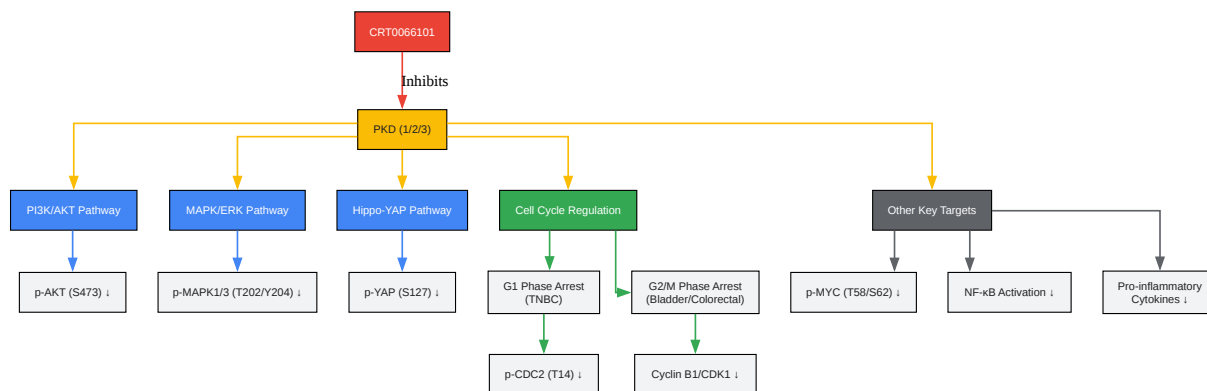 CRT0066101
Inhibits
PKD (1/2/3)
PI3K/AKT Pathway
MAPK/ERK Pathway
Hippo-YAP Pathway
Cell Cycle Regulation
Other Key Targets
p-AKT (S473) ↓
p-MAPK1/3 (T202/Y204) ↓
p-YAP (S127) ↓
G1 Phase Arrest
(TNBC)
G2/M Phase Arrest
(Bladder/Colorectal)
p-MYC (T58/S62) ↓
NF-κB Activation ↓
Pro-inflammatory
Cytokines ↓
p-CDC2 (T14) ↓
Cyclin B1/CDK1 ↓